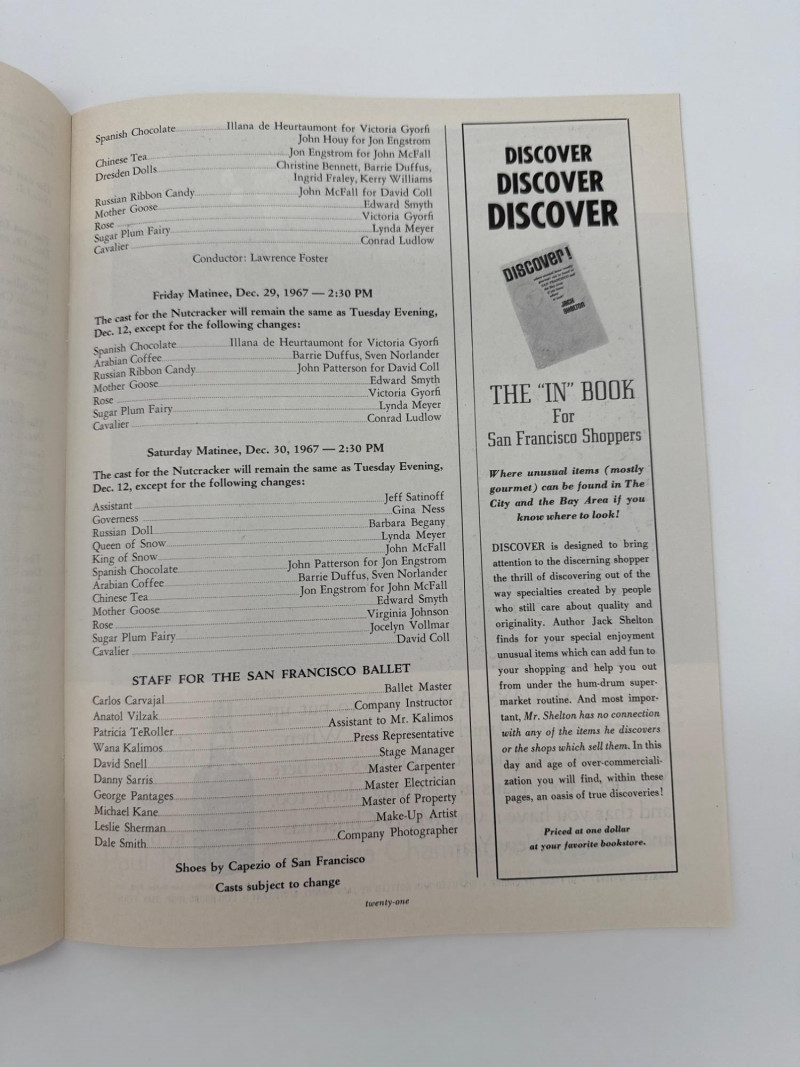 Spanish Chocolate Illana de Heurtaumont for Victoria Gyorfi
John Houy for Jon Engstrom
Chinese Tea Jon Engstrom for John McFall
Dresden Dolls Christine Bennett, Barrie Duffus,
Ingrid Fraley, Kerry Williams
Russian Ribbon Candy John McFall for David Coll
Mother Goose Edward Smyth
Rose Victoria Gyorfi
Sugar Plum Fairy Lynda Meyer
Cavalier Conrad Ludlow
Conductor: Lawrence Foster
Friday Matinee, Dec. 29, 1967 — 2:30 PM
The cast for the Nutcracker will remain the same as Tuesday Evening,
Dec. 12, except for the following changes:
Spanish Chocolate Illana de Heurtaumont for Victoria Gyorfi
Arabian Coffee Barrie Duffus, Sven Norlander
Russian Ribbon Candy John Patterson for David Coll
Mother Goose Edward Smyth
Rose Victoria Gyorfi
Sugar Plum Fairy Lynda Meyer
Cavalier Conrad Ludlow
Saturday Matinee, Dec. 30, 1967 — 2:30 PM
The cast for the Nutcracker will remain the same as Tuesday Evening,
Dec. 12, except for the following changes:
Assistant Jeff Satinoff
Governess Gina Ness
Russian Doll Barbara Begany
Queen of Snow Lynda Meyer
King of Snow John McFall
Spanish Chocolate John Patterson for Jon Engstrom
Arabian Coffee Barrie Duffus, Sven Norlander
Chinese Tea Jon Engstrom for John McFall
Mother Goose Edward Smyth
Rose Virginia Johnson
Sugar Plum Fairy Jocelyn Vollmar
Cavalier David Coll
STAFF FOR THE SAN FRANCISCO BALLET
Carlos Carvajal Ballet Master
Anatol Vilzak Company Instructor
Patricia TeRoller Assistant to Mr. Kalimos
Wana Kalimos Press Representative
David Snell Stage Manager
Danny Sarris Master Carpenter
George Pantages Master Electrician
Michael Kane Master of Property
Leslie Sherman Make-Up Artist
Dale Smith Company Photographer
Shoes by Capezio of San Francisco
Casts subject to change
twenty-one
DISCOVER
DISCOVER
DISCOVER
Discover!
JACK
SHELTON
THE "IN" BOOK
For
San Francisco Shoppers
Where unusual items (mostly
gourmet) can be found in The
City and the Bay Area if you
know where to look!
DISCOVER is designed to bring
attention to the discerning shopper
the thrill of discovering out of the
way specialties created by people
who still care about quality and
originality. Author Jack Shelton
finds for your special enjoyment
unusual items which can add fun to
your shopping and help you out
from under the hum-drum super-
market routine. And most impor-
tant, Mr. Shelton has no connection
with any of the items he discovers
or the shops which sell them. In this
day and age of over-commerciali-
zation you will find, within these
pages, an oasis of true discoveries!
Priced at one dollar
at your favorite bookstore.